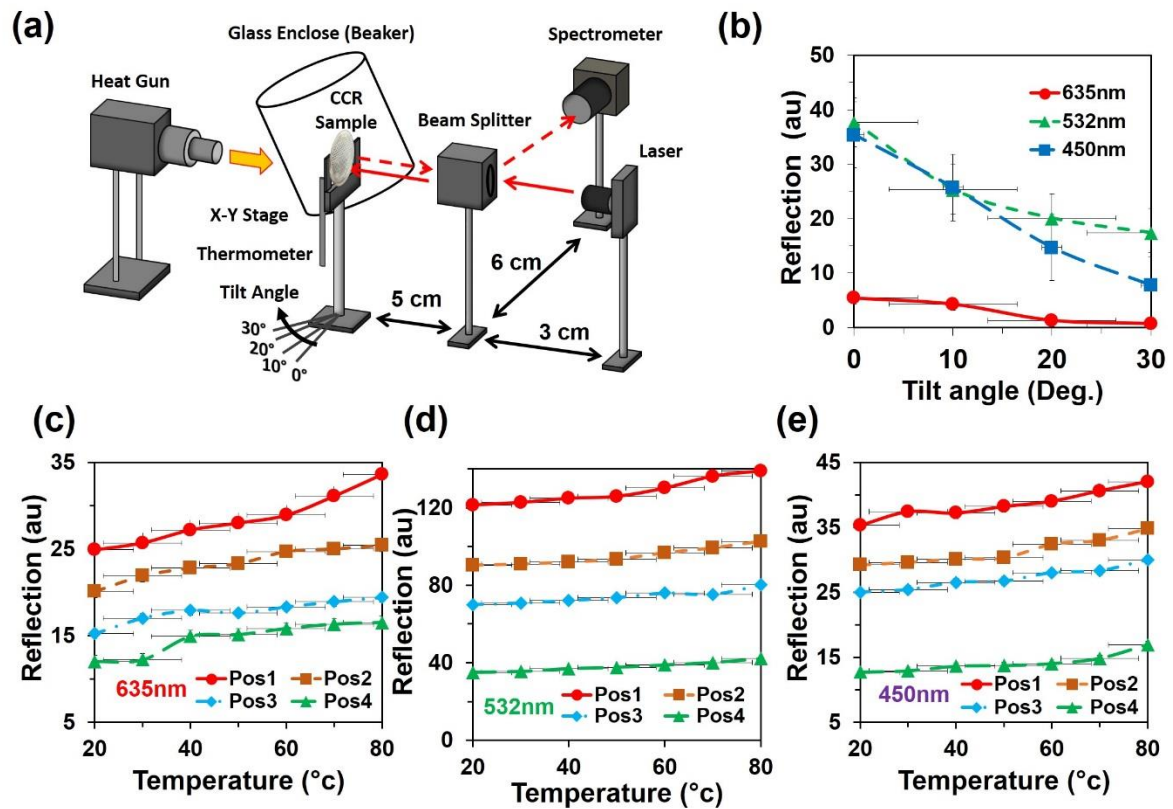 (a)
Glass Enclose (Beaker)
Heat Gun
CCR
Sample
Beam Splitter
Spectrometer
Laser
X-Y Stage
Thermometer
Tilt Angle
30°
20°
10°
0°
5 cm
6 cm
3 cm
(b)
Reflection (au)
50
40
30
20
10
0
635nm
532nm
450nm
0 10 20 30
Tilt angle (Deg.)
(c)
Reflection (au)
35
25
15
5
635nm
Pos1 Pos2
Pos3 Pos4
20 40 60 80
Temperature (°c)
(d)
Reflection (au)
120
80
40
0
532nm
Pos1 Pos2
Pos3 Pos4
20 40 60 80
Temperature (°c)
(e)
Reflection (au)
45
35
25
15
5
450nm
Pos1 Pos2
Pos3 Pos4
20 40 60 80
Temperature (°c)